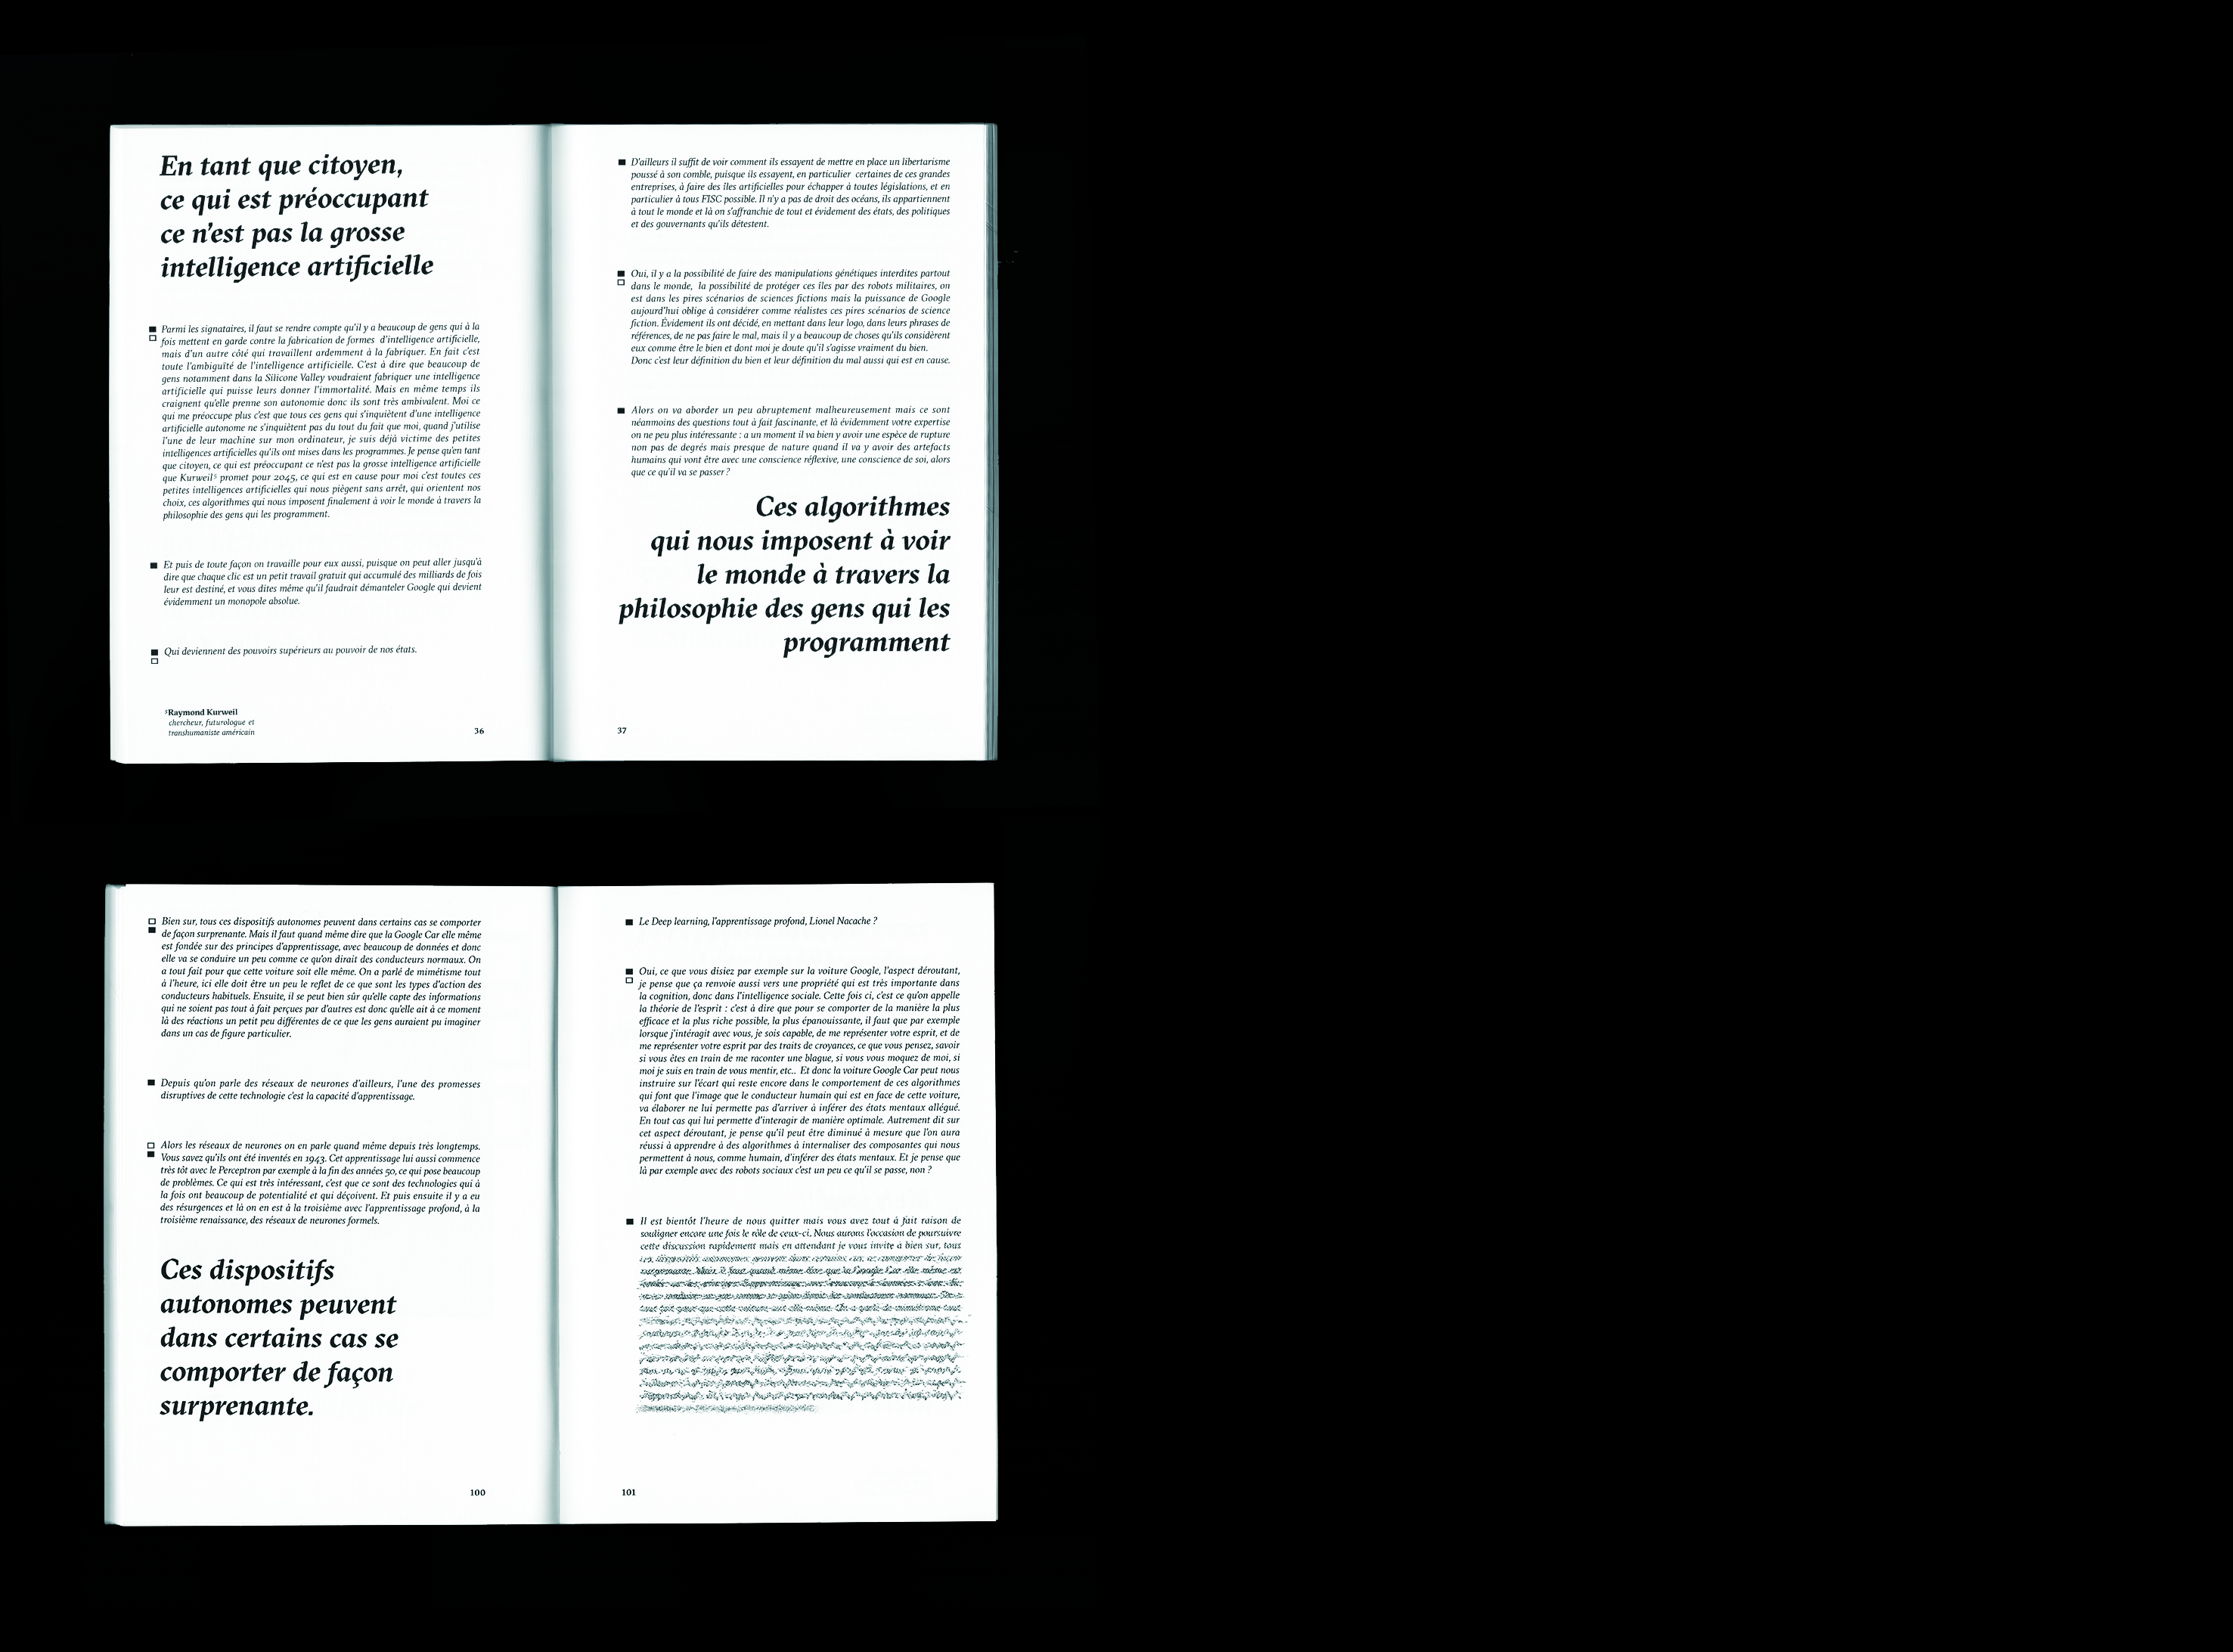 En tant que citoyen,
ce qui est préoccupant
ce n'est pas la grosse
intelligence artificielle
Parmi les signataires, il faut se rendre compte qu'il y a beaucoup de gens qui à la
fois mettent en garde contre la fabrication de formes d'intelligence artificielle,
mais d'un autre côté qui travaillent ardemment à la fabriquer. En fait c'est
toute l'ambiguïté de l'intelligence artificielle. C'est à dire que beaucoup de
gens notamment dans la Silicone Valley voudraient fabriquer une intelligence
artificielle qui puisse leurs donner l'immortalité. Mais en même temps ils
craignent qu'elle prenne son autonomie donc ils sont très ambivalent. Moi ce
qui me préoccupe plus c'est que tous ces gens qui s'inquiètent d'une intelligence
artificielle autonome ne s'inquiètent pas du tout du fait que moi, quand j'utilise
l'une de leur machine sur mon ordinateur, je suis déjà victime des petites
intelligences artificielles qu'ils ont mises dans les programmes. Je pense qu'en tant
que citoyen, ce qui est préoccupant ce n'est pas la grosse intelligence artificielle
que Kurweil⁵ promet pour 2045, ce qui est en cause pour moi c'est toutes ces
petites intelligences artificielles qui nous piègent sans arrêt, qui orientent nos
choix, ces algorithmes qui nous imposent finalement à voir le monde à travers la
philosophie des gens qui les programment.
Et puis de toute façon on travaille pour eux aussi, puisque on peut aller jusqu'à
dire que chaque clic est un petit travail gratuit qui accumulé des milliards de fois
leur est destiné, et vous dites même qu'il faudrait démanteler Google qui devient
évidemment un monopole absolue.
Qui deviennent des pouvoirs supérieurs au pouvoir de nos états.
⁵Raymond Kurweil
chercheur, futurologue et
transhumaniste américain
36
D'ailleurs il suffit de voir comment ils essayent de mettre en place un libertarisme
poussé à son comble, puisque ils essayent, en particulier certaines de ces grandes
entreprises, à faire des îles artificielles pour échapper à toutes législations, et en
particulier à tous FISC possible. Il n'y a pas de droit des océans, ils appartiennent
à tout le monde et là on s'affranchie de tout et évidement des états, des politiques
et des gouvernants qu'ils détestent.
Oui, il y a la possibilité de faire des manipulations génétiques interdites partout
dans le monde, la possibilité de protéger ces îles par des robots militaires, on
est dans les pires scénarios de sciences fictions mais la puissance de Google
aujourd'hui oblige à considérer comme réalistes ces pires scénarios de science
fiction. Évidement ils ont décidé, en mettant dans leur logo, dans leurs phrases de
références, de ne pas faire le mal, mais il y a beaucoup de choses qu'ils considèrent
eux comme être le bien et dont moi je doute qu'il s'agisse vraiment du bien.
Donc c'est leur définition du bien et leur définition du mal aussi qui est en cause.
Alors on va aborder un peu abruptement malheureusement mais ce sont
néanmoins des questions tout à fait fascinante, et là évidemment votre expertise
on ne peu plus intéressante : a un moment il va bien y avoir une espèce de rupture
non pas de degrés mais presque de nature quand il va y avoir des artefacts
humains qui vont être avec une conscience réflexive, une conscience de soi, alors
que ce qu'il va se passer ?
Ces algorithmes
qui nous imposent à voir
le monde à travers la
philosophie des gens qui les
programment
37
Bien sur, tous ces dispositifs autonomes peuvent dans certains cas se comporter
de façon surprenante. Mais il faut quand même dire que la Google Car elle même
est fondée sur des principes d'apprentissage, avec beaucoup de données et donc
elle va se conduire un peu comme ce qu'on dirait des conducteurs normaux. On
a tout fait pour que cette voiture soit elle même. On a parlé de mimétisme tout
à l'heure, ici elle doit être un peu le reflet de ce que sont les types d'action des
conducteurs habituels. Ensuite, il se peut bien sûr qu'elle capte des informations
qui ne soient pas tout à fait perçues par d'autres est donc qu'elle ait à ce moment
là des réactions un petit peu différentes de ce que les gens auraient pu imaginer
dans un cas de figure particulier.
Depuis qu'on parle des réseaux de neurones d'ailleurs, l'une des promesses
disruptives de cette technologie c'est la capacité d'apprentissage.
Alors les réseaux de neurones on en parle quand même depuis très longtemps.
Vous savez qu'ils ont été inventés en 1943. Cet apprentissage lui aussi commence
très tôt avec le Perceptron par exemple à la fin des années 50, ce qui pose beaucoup
de problèmes. Ce qui est très intéressant, c'est que ce sont des technologies qui à
la fois ont beaucoup de potentialité et qui déçoivent. Et puis ensuite il y a eu
des résurgences et là on en est à la troisième avec l'apprentissage profond, à la
troisième renaissance, des réseaux de neurones formels.
Ces dispositifs
autonomes peuvent
dans certains cas se
comporter de façon
surprenante.
100
Le Deep learning, l'apprentissage profond, Lionel Nacache ?
Oui, ce que vous disiez par exemple sur la voiture Google, l'aspect déroutant,
je pense que ça renvoie aussi vers une propriété qui est très importante dans
la cognition, donc dans l'intelligence sociale. Cette fois ci, c'est ce qu'on appelle
la théorie de l'esprit : c'est à dire que pour se comporter de la manière la plus
efficace et la plus riche possible, la plus épanouissante, il faut que par exemple
lorsque j'intéragit avec vous, je sois capable, de me représenter votre esprit, et de
me représenter votre esprit par des traits de croyances, ce que vous pensez, savoir
si vous êtes en train de me raconter une blague, si vous vous moquez de moi, si
moi je suis en train de vous mentir, etc.. Et donc la voiture Google Car peut nous
instruire sur l'écart qui reste encore dans le comportement de ces algorithmes
qui font que l'image que le conducteur humain qui est en face de cette voiture,
va élaborer ne lui permette pas d'arriver à inférer des états mentaux allégué.
En tout cas qui lui permette d'interagir de manière optimale. Autrement dit sur
cet aspect déroutant, je pense qu'il peut être diminué à mesure que l'on aura
réussi à apprendre à des algorithmes à internaliser des composantes qui nous
permettent à nous, comme humain, d'inférer des états mentaux. Et je pense que
là par exemple avec des robots sociaux c'est un peu ce qu'il se passe, non ?
Il est bientôt l'heure de nous quitter mais vous avez tout à fait raison de
souligner encore une fois le rôle de ceux-ci. Nous aurons l'occasion de poursuivre
cette discussion rapidement mais en attendant je vous invite à bien sur, tous
ces dispositifs autonomes peuvent dans certains cas se comporter de façon
surprenante. Mais il faut quand même dire que la Google Car elle même est
tout fait pour que cette voiture soit elle même. On a parlé de mimétisme tout
101